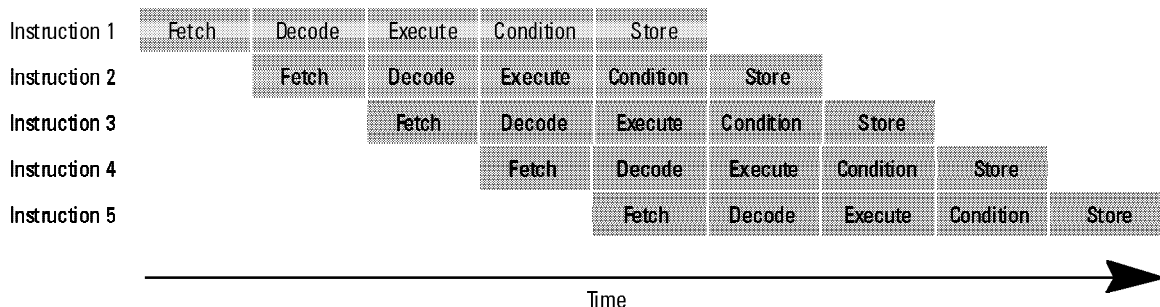 Instruction 1 Fetch Decode Execute Condition Store
Instruction 2 Fetch Decode Execute Condition Store
Instruction 3 Fetch Decode Execute Condition Store
Instruction 4 Fetch Decode Execute Condition Store
Instruction 5 Fetch Decode Execute Condition Store
Time